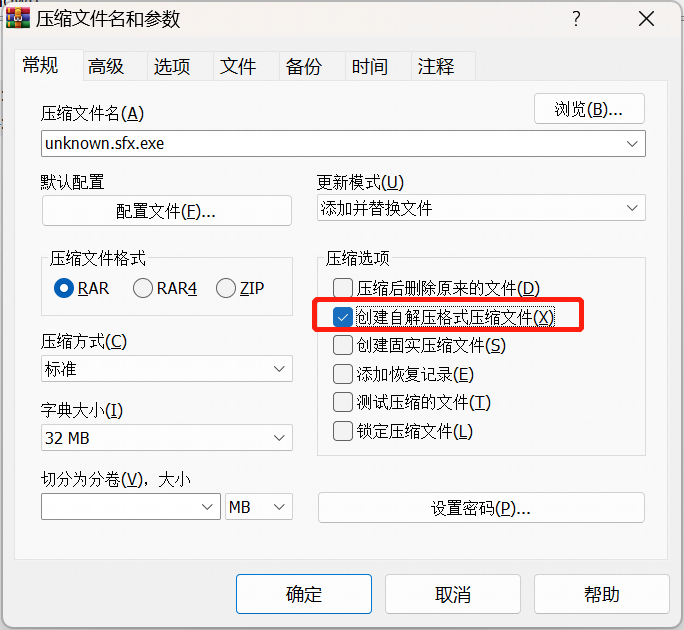 压缩文件名和参数
常规 高级 选项 文件 备份 时间 注释
压缩文件名(A)
浏览(B)...
unknown.sfx.exe
默认配置
配置文件(F)...
更新模式(U)
添加并替换文件
压缩文件格式
RAR RAR4 ZIP
压缩方式(C)
标准
字典大小(I)
32 MB
切分为分卷(V)，大小
MB
压缩选项
压缩后删除原来的文件(D)
创建自解压格式压缩文件(X)
创建固实压缩文件(S)
添加恢复记录(E)
测试压缩的文件(T)
锁定压缩文件(L)
设置密码(P)...
确定 取消 帮助